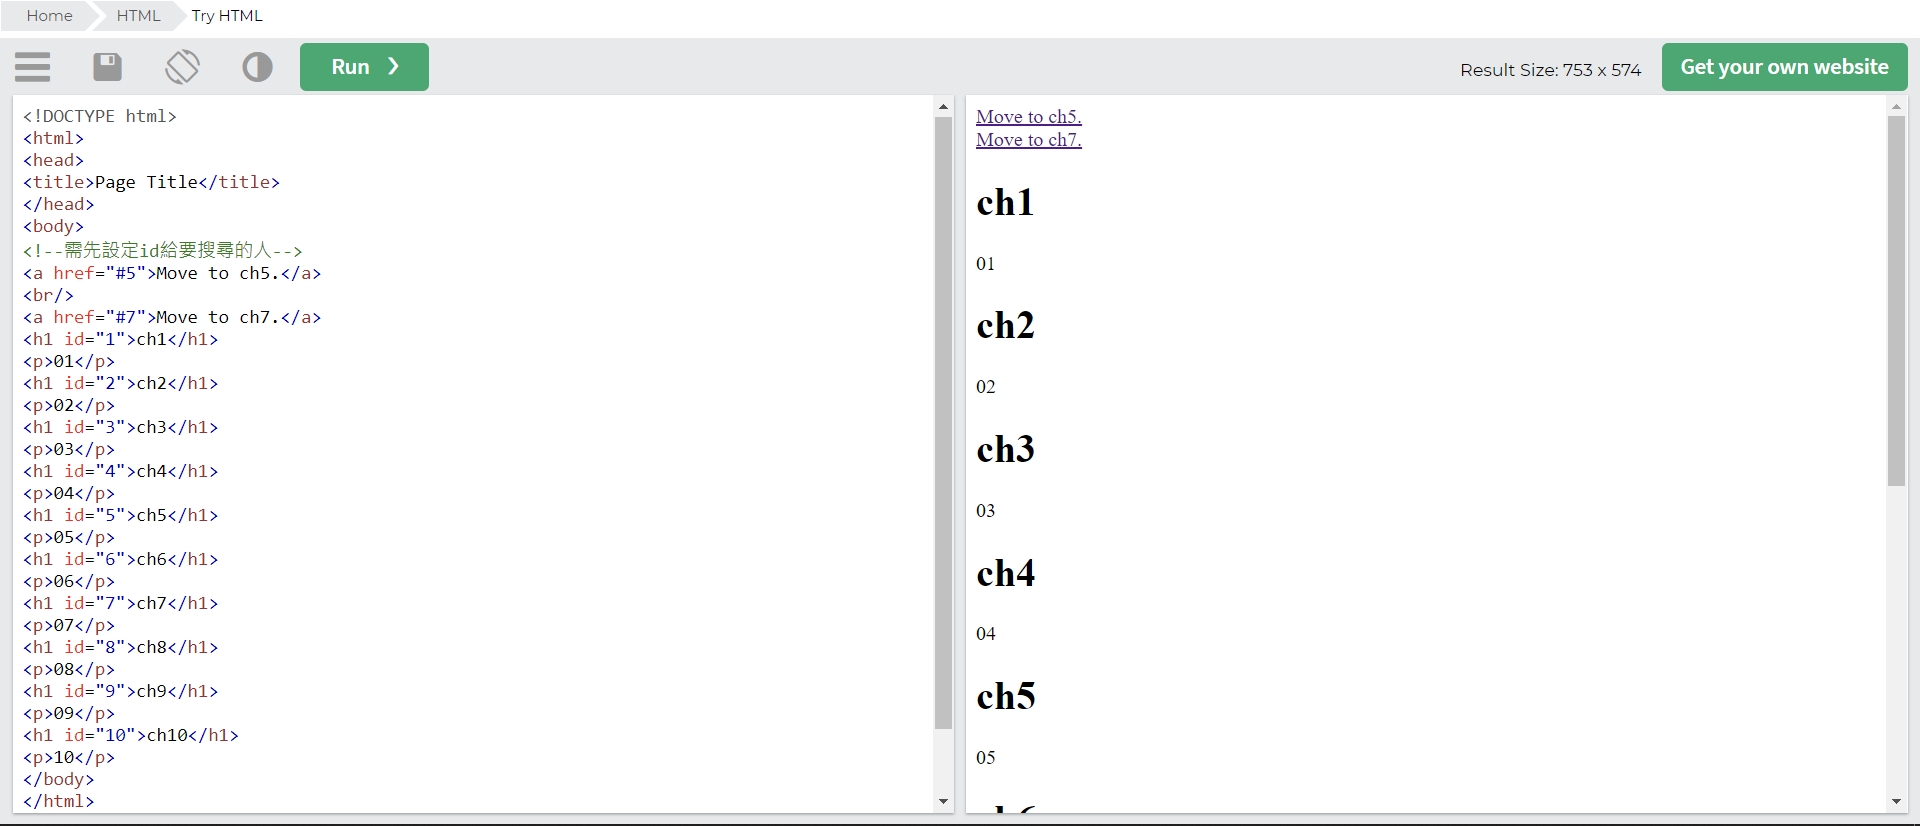 Home HTML Try HTML
Run ❯ Result Size: 753 x 574 Get your own website
<!DOCTYPE html>
<html>
<head>
<title>Page Title</title>
</head>
<body>
<!--需先設定id給要搜尋的人-->
<a href="#5">Move to ch5.</a>
<br/>
<a href="#7">Move to ch7.</a>
<h1 id="1">ch1</h1>
<p>01</p>
<h1 id="2">ch2</h1>
<p>02</p>
<h1 id="3">ch3</h1>
<p>03</p>
<h1 id="4">ch4</h1>
<p>04</p>
<h1 id="5">ch5</h1>
<p>05</p>
<h1 id="6">ch6</h1>
<p>06</p>
<h1 id="7">ch7</h1>
<p>07</p>
<h1 id="8">ch8</h1>
<p>08</p>
<h1 id="9">ch9</h1>
<p>09</p>
<h1 id="10">ch10</h1>
<p>10</p>
</body>
</html>
Move to ch5.
Move to ch7.
ch1
01
ch2
02
ch3
03
ch4
04
ch5
05